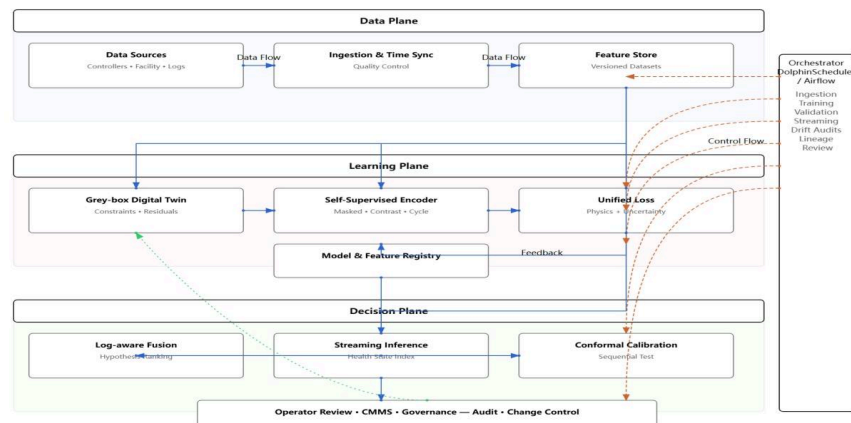 Data Plane
Data Sources
Controllers • Facility • Logs
Data Flow
Ingestion & Time Sync
Quality Control
Data Flow
Feature Store
Versioned Datasets
Orchestrator
DolphinSchedule
/ Airflow
Ingestion
Training
Validation
Streaming
Drift Audits
Lineage
Review
Control Flow
Learning Plane
Grey-box Digital Twin
Constraints • Residuals
Self-Supervised Encoder
Masked • Contrast • Cycle
Unified Loss
Physics + Uncertainty
Model & Feature Registry
Feedback
Decision Plane
Log-aware Fusion
Hypothesis Ranking
Streaming Inference
Health State Index
Conformal Calibration
Sequential Test
Operator Review • CMMS • Governance — Audit • Change Control